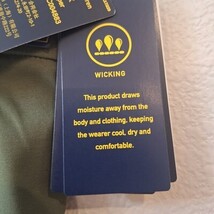 WICKING
This product draws
moisture away from the
body and clothing, keeping
the wearer cool, dry and
comfortable.